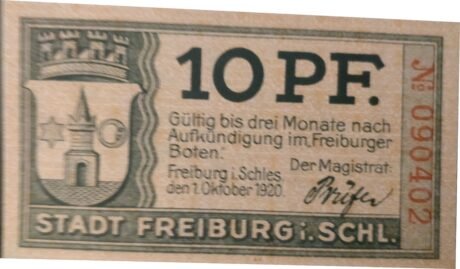 10 PF.
Gültig bis drei Monate nach
Aufkündigung im „Freiburger
Boten."
Freiburg i. Schles.
den 1. Oktober 1920.
Der Magistrat:
Prüfer
STADT FREIBURG i. SCHL.
No 090402